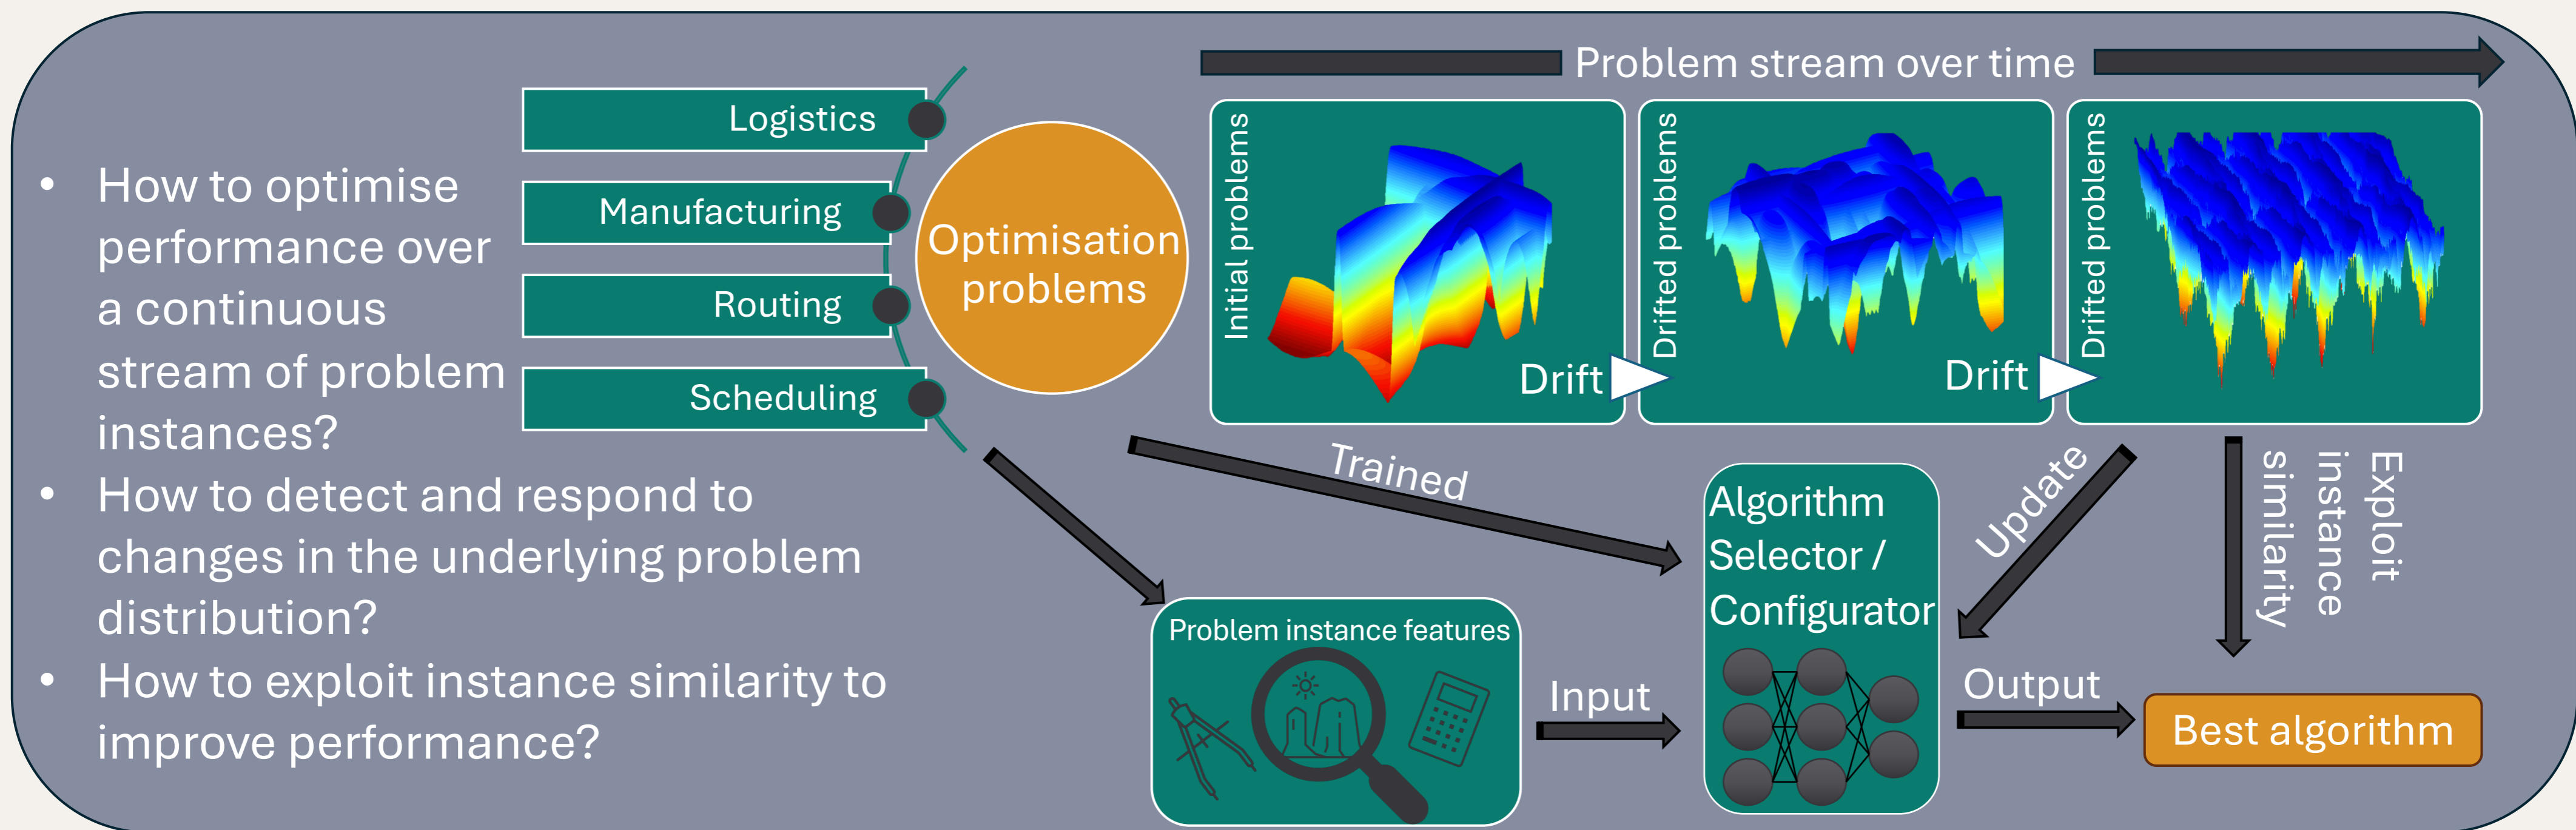 • How to optimise
performance over
a continuous
stream of problem
instances?
• How to detect and respond to
changes in the underlying problem
distribution?
• How to exploit instance similarity to
improve performance?
Logistics
Manufacturing
Routing
Scheduling
Optimisation
problems
Problem stream over time
Initial problems
Drift
Drifted problems
Drift
Drifted problems
Trained
Update
Exploit
instance
similarity
Problem instance features
Input
Algorithm
Selector /
Configurator
Output
Best algorithm